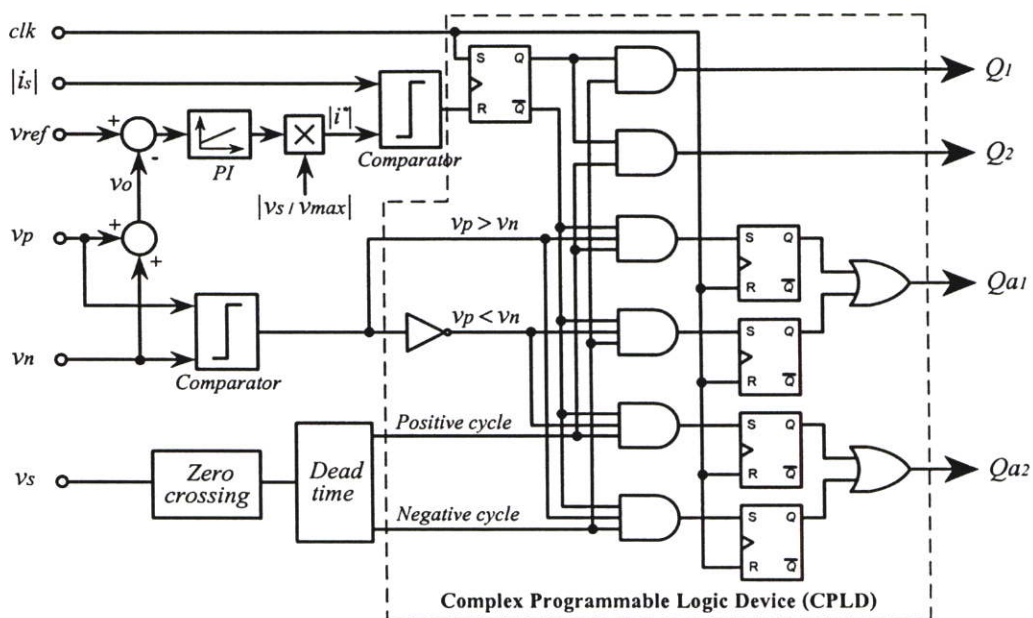 clk
|is|
vref
+
-
PI
×
|i*|
Comparator
|vs / vmax|
vo
vp
+
+
vn
Comparator
vs
Zero
crossing
Dead
time
Positive cycle
Negative cycle
vp > vn
vp < vn
S Q
R Q̅
S Q
R Q̅
S Q
R Q̅
S Q
R Q̅
S Q
R Q̅
Q1
Q2
Qa1
Qa2
Complex Programmable Logic Device (CPLD)